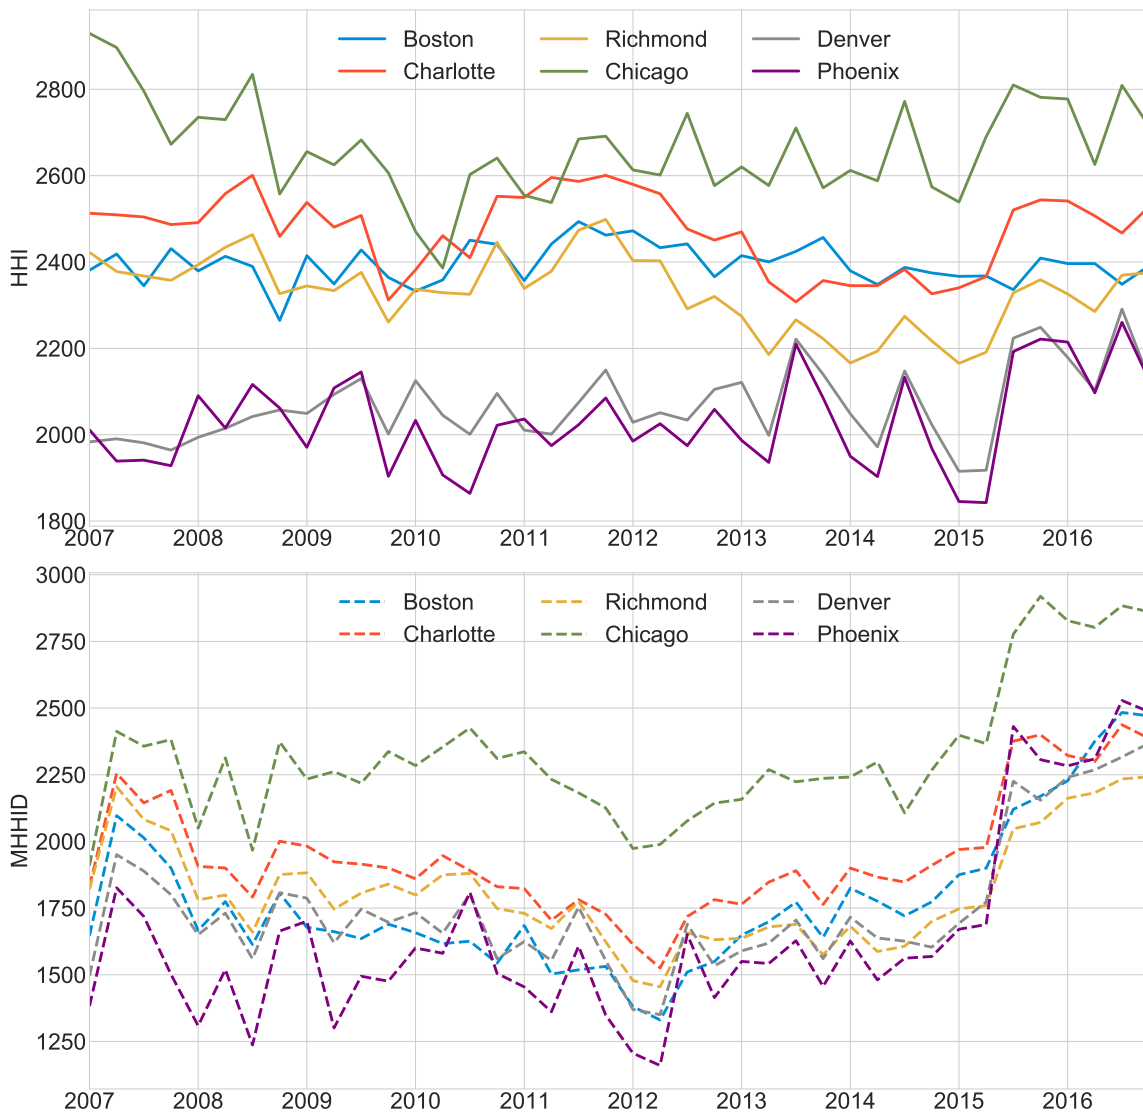 Boston Richmond Denver
Charlotte Chicago Phoenix
HHI
2800
2600
2400
2200
2000
1800
2007 2008 2009 2010 2011 2012 2013 2014 2015 2016
3000
Boston Richmond Denver
Charlotte Chicago Phoenix
MHHID
2750
2500
2250
2000
1750
1500
1250
2007 2008 2009 2010 2011 2012 2013 2014 2015 2016